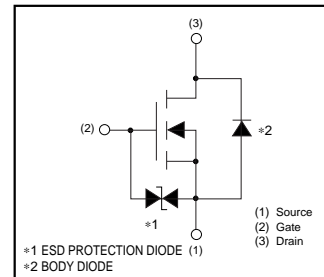 (3)
(2)
∗2
∗1
(1) Source
(2) Gate
(3) Drain
∗1 ESD PROTECTION DIODE
(1)
∗2 BODY DIODE